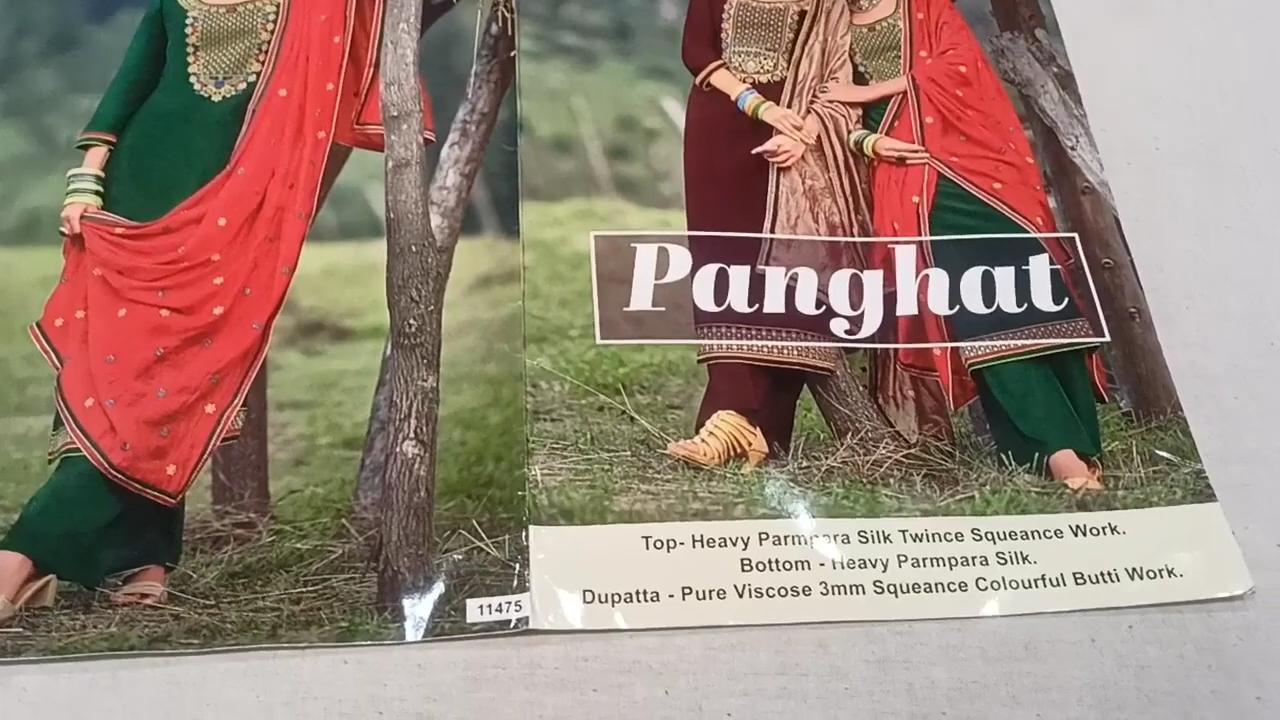 Panghat
Top- Heavy Parmpara Silk Twince Squeance Work.
Bottom - Heavy Parmpara Silk.
Dupatta - Pure Viscose 3mm Squeance Colourful Butti Work.
11475